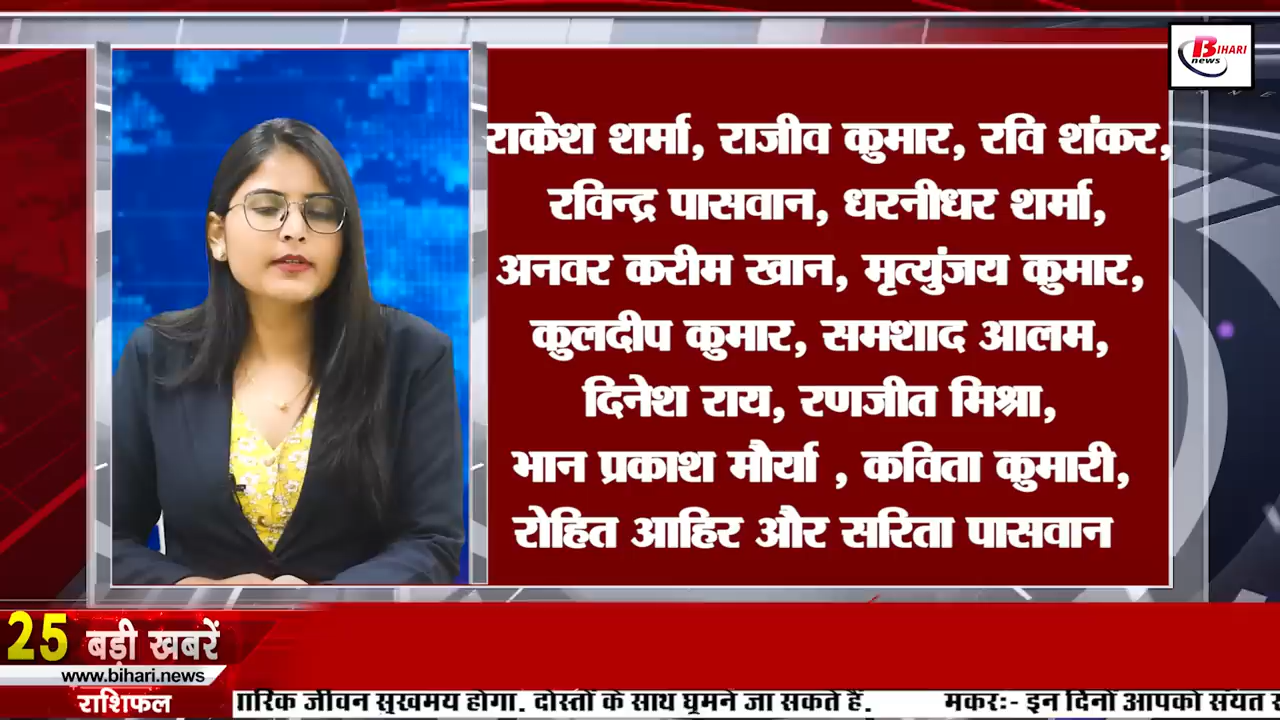 BIHARI
news
राकेश शर्मा, राजीव कुमार, रवि शंकर,
रविन्द्र पासवान, धरनीधर शर्मा,
अनवर करीम खान, मृत्युंजय कुमार,
कुलदीप कुमार, समशाद आलम,
दिनेश राय, रणजीत मिश्रा,
भान प्रकाश मौर्या , कविता कुमारी,
रोहित आहिर और सरिता पासवान
25 बड़ी खबरें
www.bihari.news
राशिफल
जीवन सुखमय होगा. दोस्तों के साथ घूमने जा सकते हैं. मकर:- इन दिनों आपको संयत